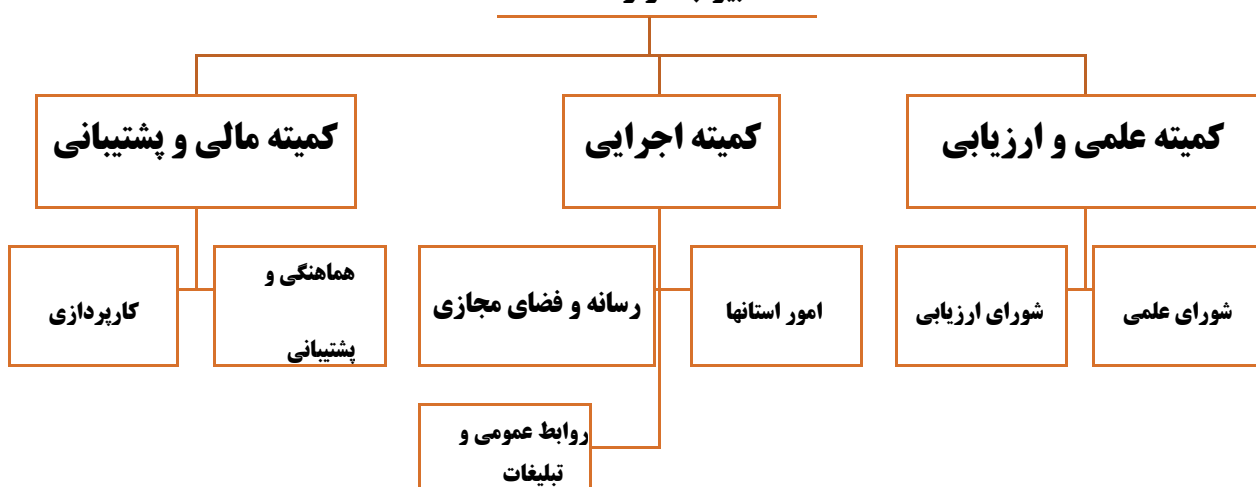 کمیته علمی و ارزیابی
کمیته اجرایی
کمیته مالی و پشتیبانی
شورای علمی
شورای ارزیابی
امور استانها
رسانه و فضای مجازی
هماهنگی و
پشتیبانی
کارپردازی
روابط عمومی و
تبلیغات